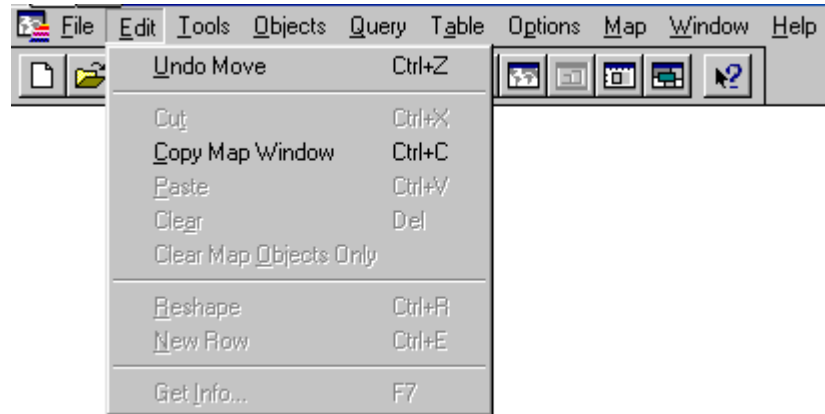 File Edit Tools Objects Query Table Options Map Window Help
Undo Move Ctrl+Z
Cut Ctrl+X
Copy Map Window Ctrl+C
Paste Ctrl+V
Clear Del
Clear Map Objects Only
Reshape Ctrl+R
New Row Ctrl+E
Get Info... F7